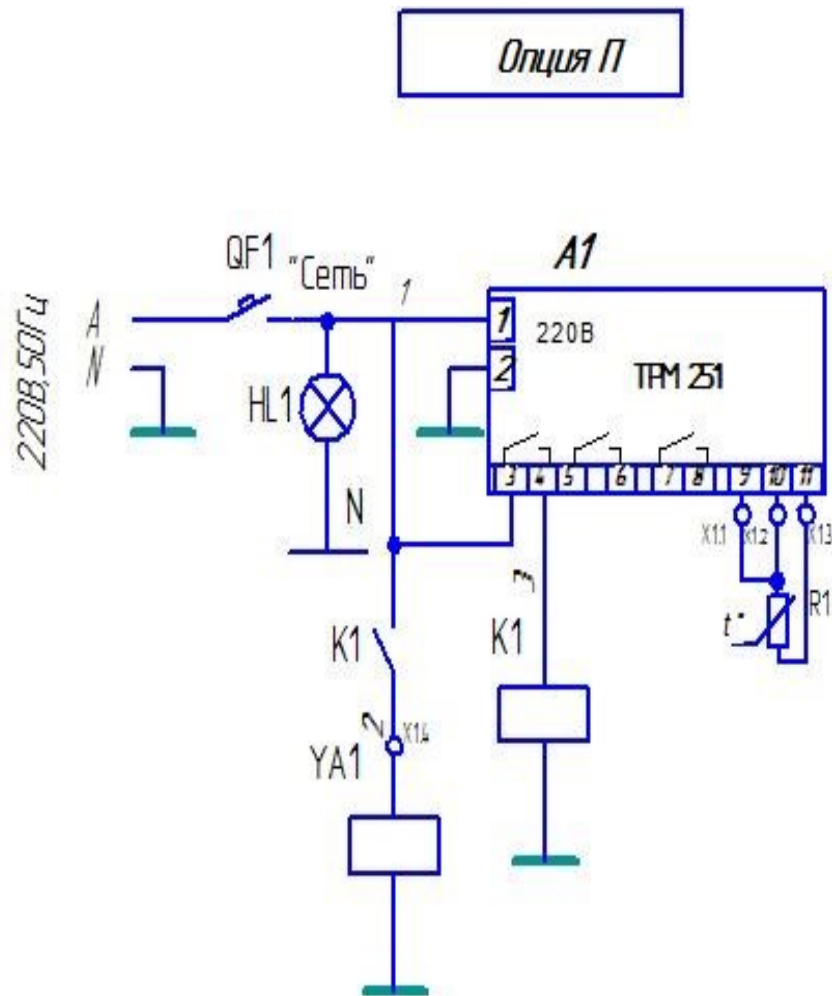 Опция П
QF1
"Сеть"
1
A1
220В, 50Гц
A
N
HL1
N
1
2
220В
ТРМ 251
3 4 5 6 7 8 9 10 11
X1.1 X1.2 X1.3
R1
t°
3
K1
K1
2
X1.4
YA1